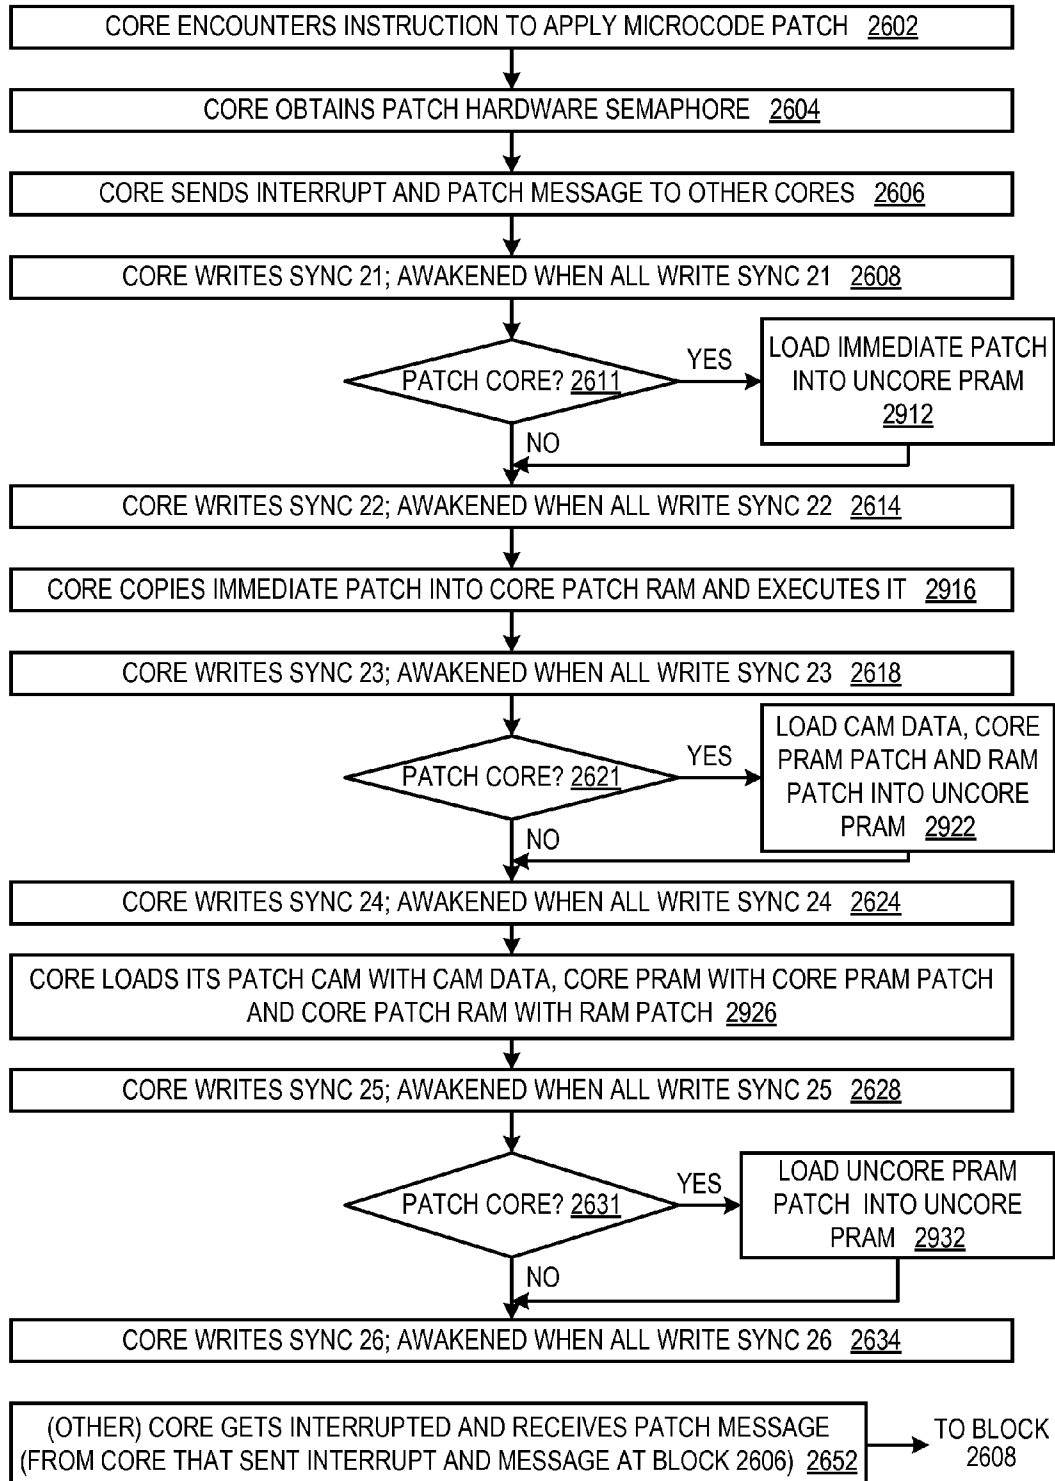 CORE ENCOUNTERS INSTRUCTION TO APPLY MICROCODE PATCH 2602
CORE OBTAINS PATCH HARDWARE SEMAPHORE 2604
CORE SENDS INTERRUPT AND PATCH MESSAGE TO OTHER CORES 2606
CORE WRITES SYNC 21; AWAKENED WHEN ALL WRITE SYNC 21 2608
PATCH CORE? 2611
YES
LOAD IMMEDIATE PATCH
INTO UNCORE PRAM
2912
NO
CORE WRITES SYNC 22; AWAKENED WHEN ALL WRITE SYNC 22 2614
CORE COPIES IMMEDIATE PATCH INTO CORE PATCH RAM AND EXECUTES IT 2916
CORE WRITES SYNC 23; AWAKENED WHEN ALL WRITE SYNC 23 2618
PATCH CORE? 2621
YES
LOAD CAM DATA, CORE
PRAM PATCH AND RAM
PATCH INTO UNCORE
PRAM 2922
NO
CORE WRITES SYNC 24; AWAKENED WHEN ALL WRITE SYNC 24 2624
CORE LOADS ITS PATCH CAM WITH CAM DATA, CORE PRAM WITH CORE PRAM PATCH
AND CORE PATCH RAM WITH RAM PATCH 2926
CORE WRITES SYNC 25; AWAKENED WHEN ALL WRITE SYNC 25 2628
PATCH CORE? 2631
YES
LOAD UNCORE PRAM
PATCH INTO UNCORE
PRAM 2932
NO
CORE WRITES SYNC 26; AWAKENED WHEN ALL WRITE SYNC 26 2634
(OTHER) CORE GETS INTERRUPTED AND RECEIVES PATCH MESSAGE
(FROM CORE THAT SENT INTERRUPT AND MESSAGE AT BLOCK 2606) 2652
TO BLOCK
2608